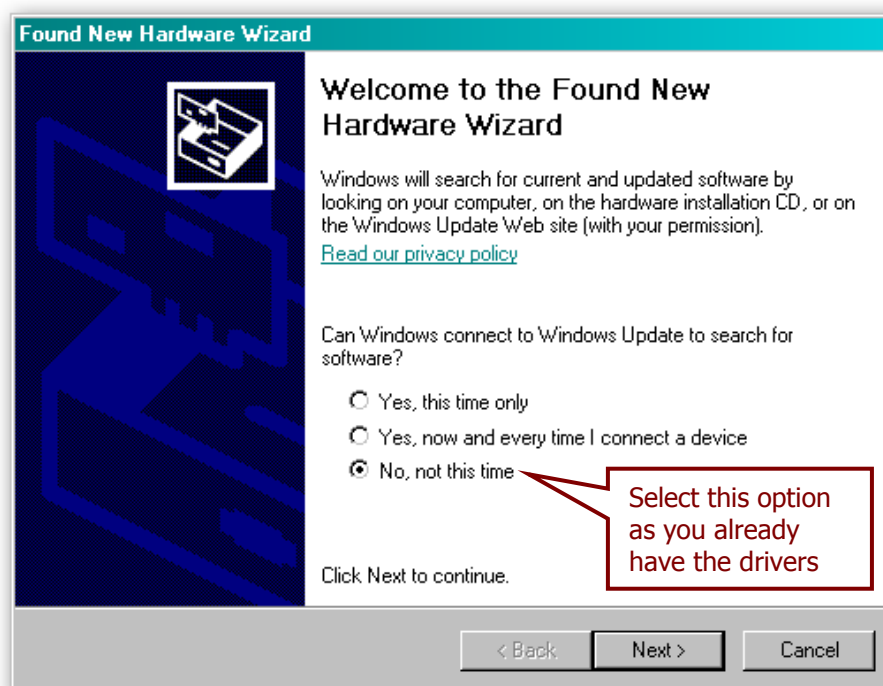 Found New Hardware Wizard
Welcome to the Found New
Hardware Wizard
Windows will search for current and updated software by
looking on your computer, on the hardware installation CD, or on
the Windows Update Web site (with your permission).
Read our privacy policy
Can Windows connect to Windows Update to search for
software?
Yes, this time only
Yes, now and every time I connect a device
No, not this time
Select this option
as you already
have the drivers
Click Next to continue.
< Back Next > Cancel